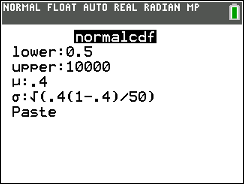 NORMAL FLOAT AUTO REAL RADIAN MP
normalcdf
lower:0.5
upper:10000
μ:.4
σ:√(.4(1-.4)/50)
Paste